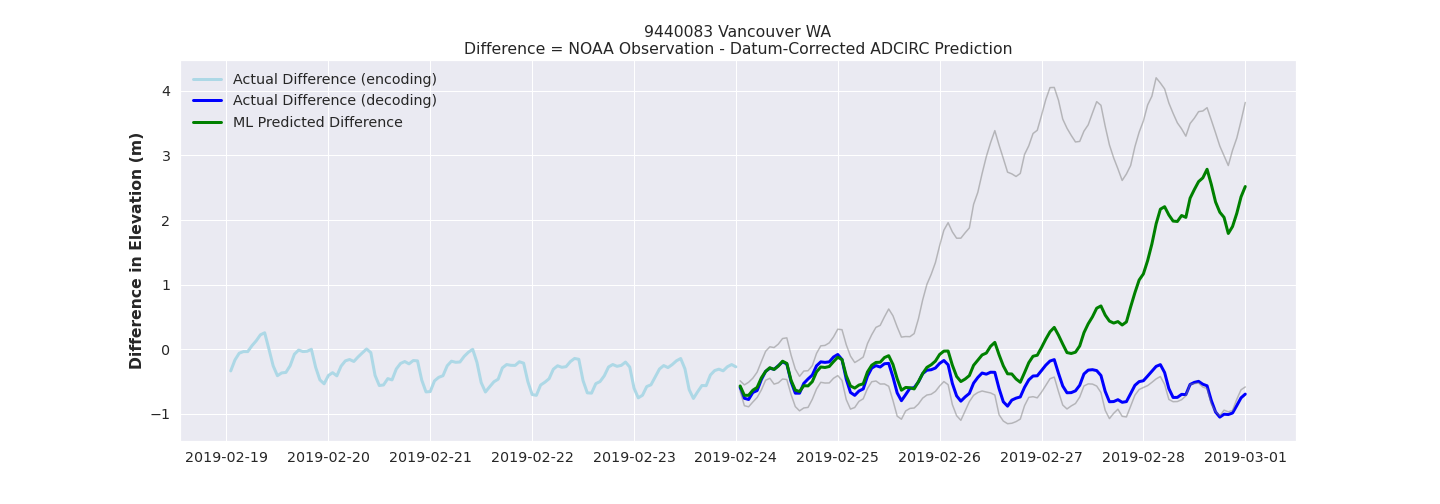 9440083 Vancouver WA
Difference = NOAA Observation - Datum-Corrected ADCIRC Prediction
Actual Difference (encoding)
Actual Difference (decoding)
ML Predicted Difference
Difference in Elevation (m)
4
3
2
1
0
−1
2019-02-19 2019-02-20 2019-02-21 2019-02-22 2019-02-23 2019-02-24 2019-02-25 2019-02-26 2019-02-27 2019-02-28 2019-03-01